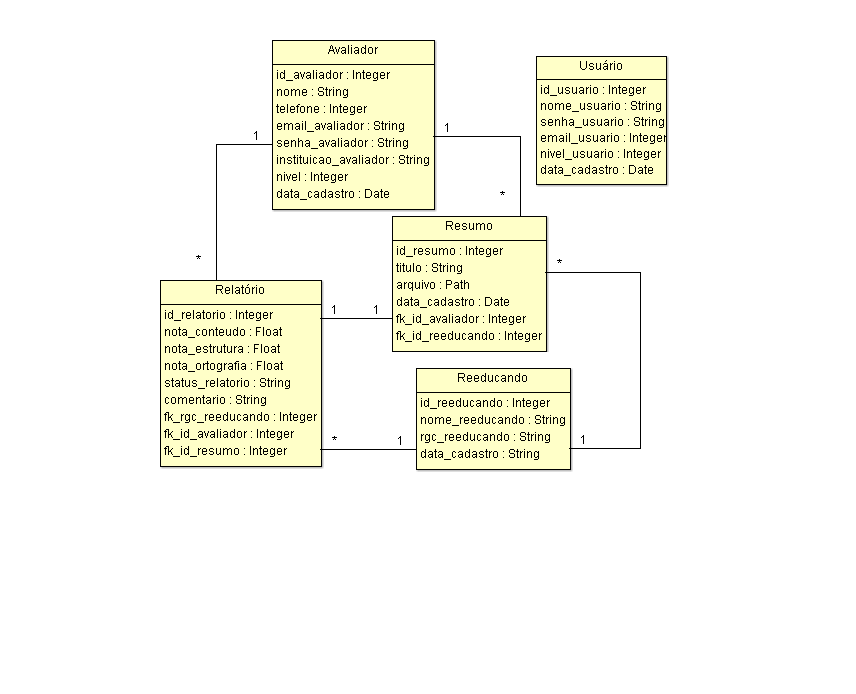 Avaliador
id_avaliador : Integer
nome : String
telefone : Integer
email_avaliador : String
senha_avaliador : String
instituicao_avaliador : String
nivel : Integer
data_cadastro : Date
Usuário
id_usuario : Integer
nome_usuario : String
senha_usuario : String
email_usuario : Integer
nivel_usuario : Integer
data_cadastro : Date
1
1
*
*
Resumo
id_resumo : Integer
titulo : String
arquivo : Path
data_cadastro : Date
fk_id_avaliador : Integer
fk_id_reeducando : Integer
*
Relatório
id_relatorio : Integer
nota_conteudo : Float
nota_estrutura : Float
nota_ortografia : Float
status_relatorio : String
comentario : String
fk_rgc_reeducando : Integer
fk_id_avaliador : Integer
fk_id_resumo : Integer
1
1
Reeducando
id_reeducando : Integer
nome_reeducando : String
rgc_reeducando : String
data_cadastro : String
*
1
1